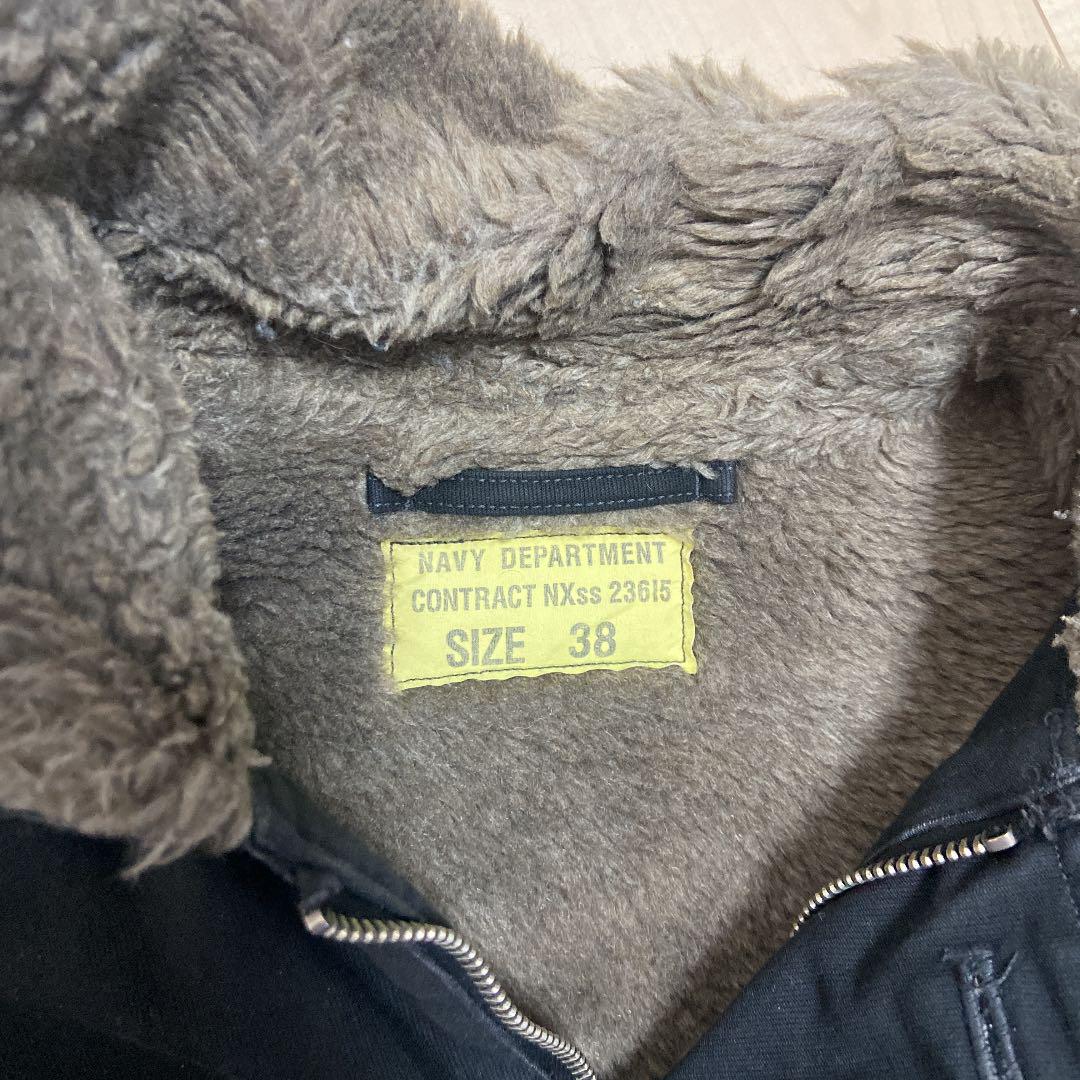 NAVY DEPARTMENT
CONTRACT NXss 23615
SIZE 38